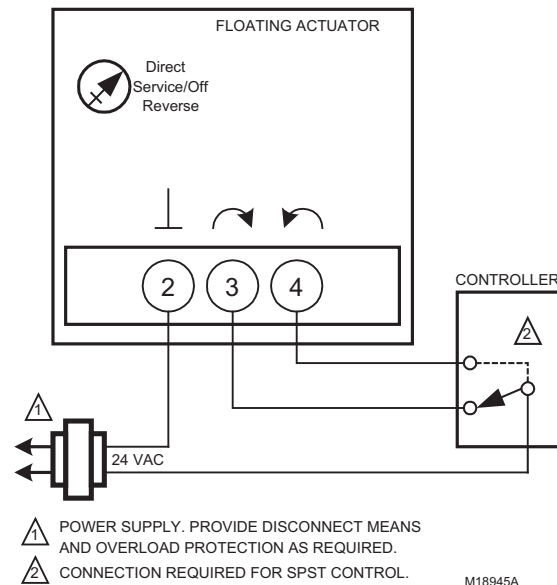 FLOATING ACTUATOR
Direct
Service/Off
Reverse
2 3 4
CONTROLLER
2
1
24 VAC
1 POWER SUPPLY. PROVIDE DISCONNECT MEANS
AND OVERLOAD PROTECTION AS REQUIRED.
2 CONNECTION REQUIRED FOR SPST CONTROL.
M18945A